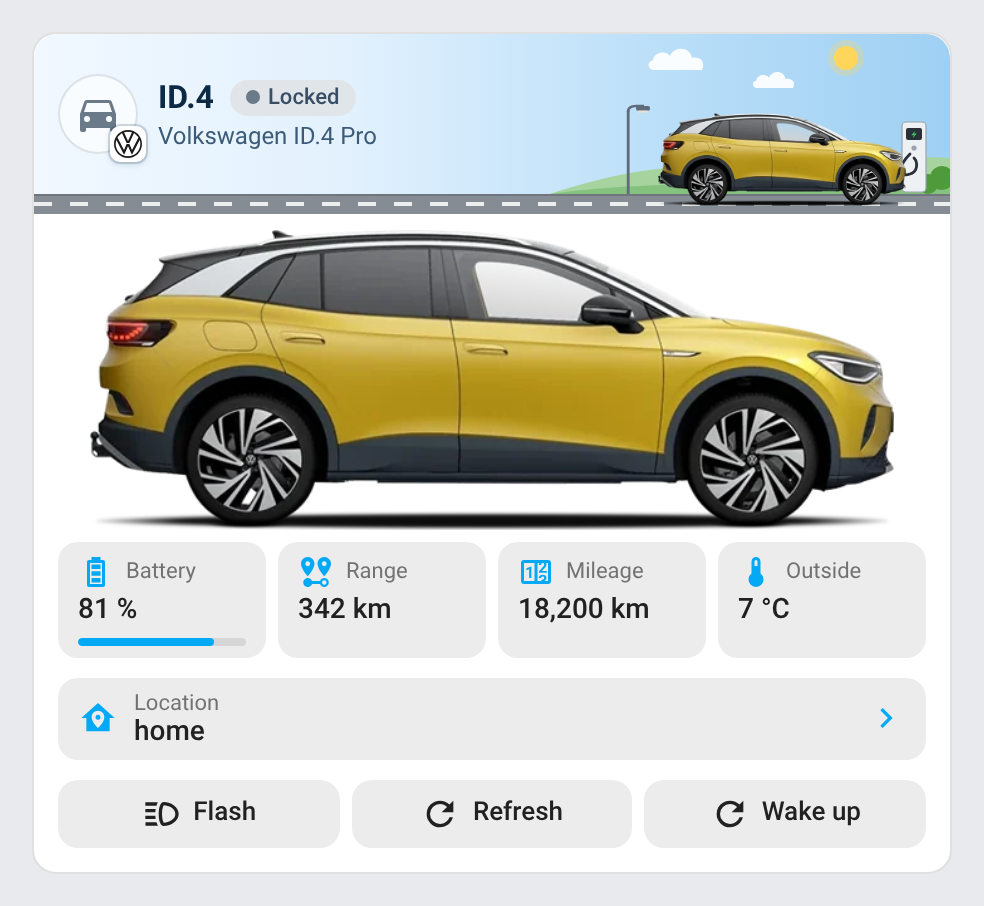 ID.4
Locked
Volkswagen ID.4 Pro
Battery
81 %
Range
342 km
Mileage
18,200 km
Outside
7 °C
Location
home
Flash
Refresh
Wake up